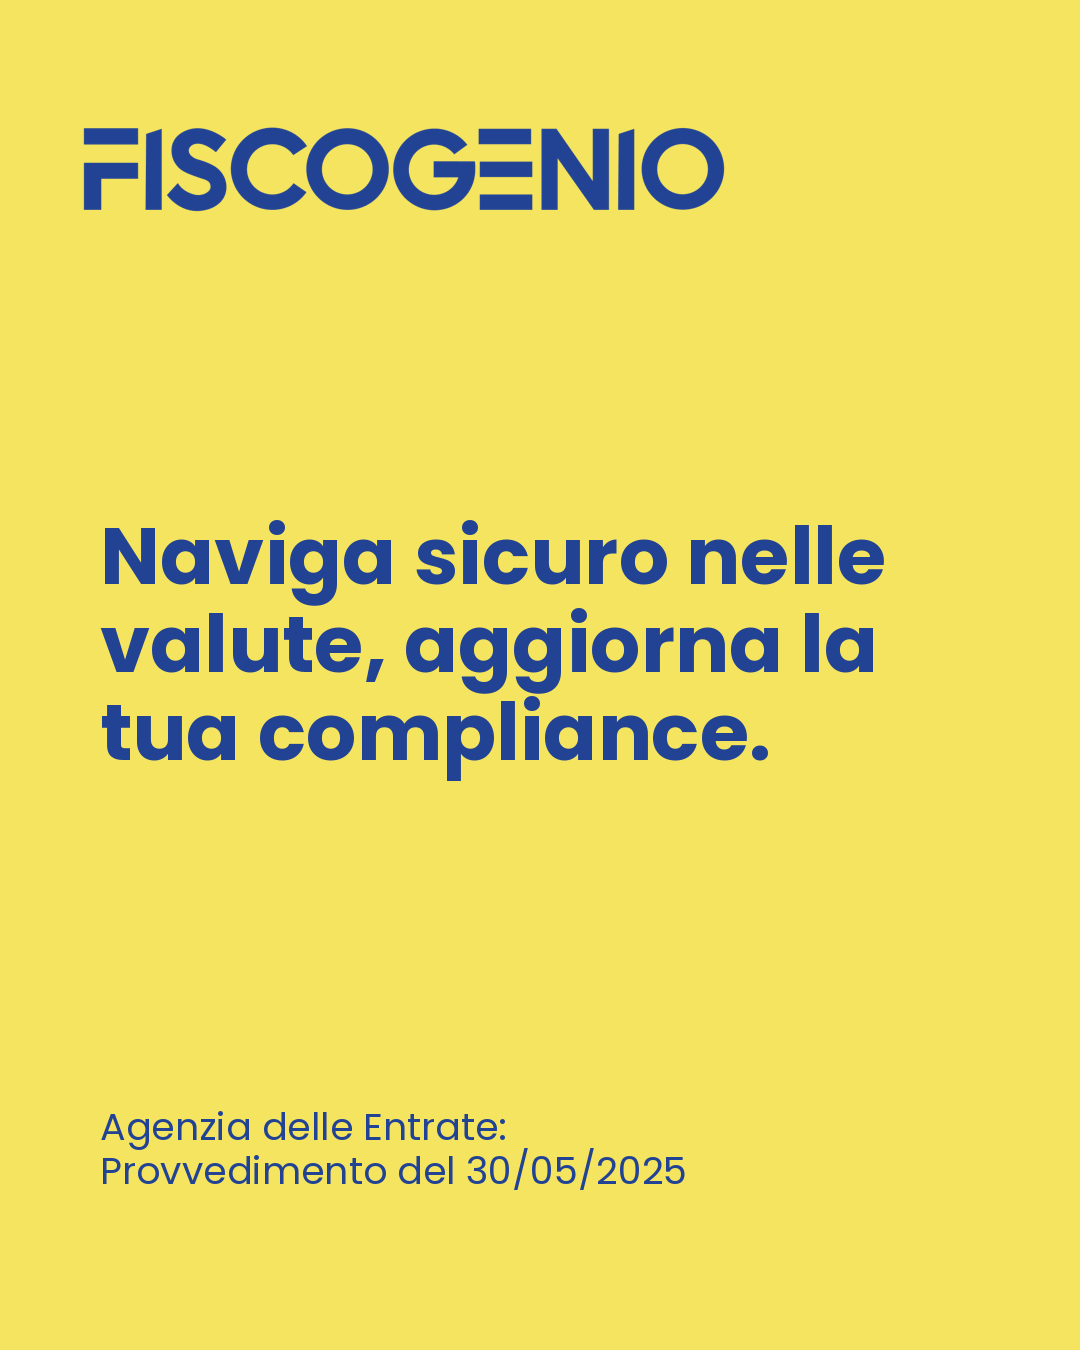 FISCOGENIO
Naviga sicuro nelle
valute, aggiorna la
tua compliance.
Agenzia delle Entrate:
Provvedimento del 30/05/2025